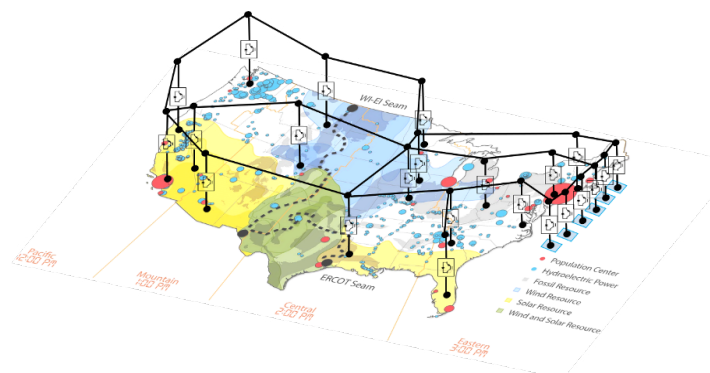 WI-EI Seam
ERCOT Seam
Pacific
12:00 PM
Mountain
1:00 PM
Central
2:00 PM
Eastern
3:00 PM
Population Center
Hydroelectric Power
Fossil Resource
Wind Resource
Solar Resource
Wind and Solar Resource